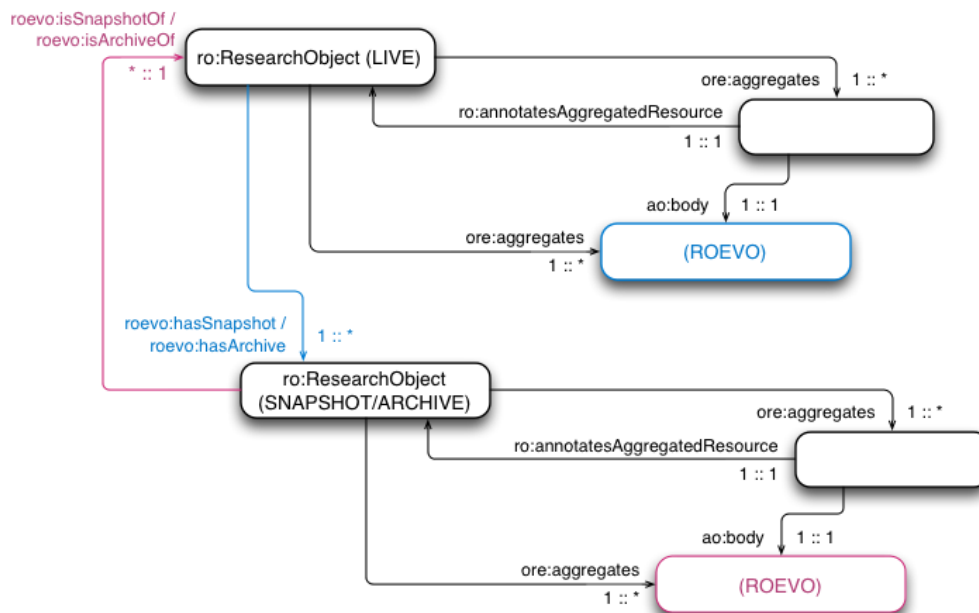 roevo:isSnapshotOf /
roevo:isArchiveOf
* :: 1
ro:ResearchObject (LIVE)
ore:aggregates
1 :: *
ro:annotatesAggregatedResource
1 :: 1
ao:body
1 :: 1
ore:aggregates
1 :: *
(ROEVO)
roevo:hasSnapshot /
roevo:hasArchive
1 :: *
ro:ResearchObject
(SNAPSHOT/ARCHIVE)
ore:aggregates
1 :: *
ro:annotatesAggregatedResource
1 :: 1
ao:body
1 :: 1
ore:aggregates
1 :: *
(ROEVO)